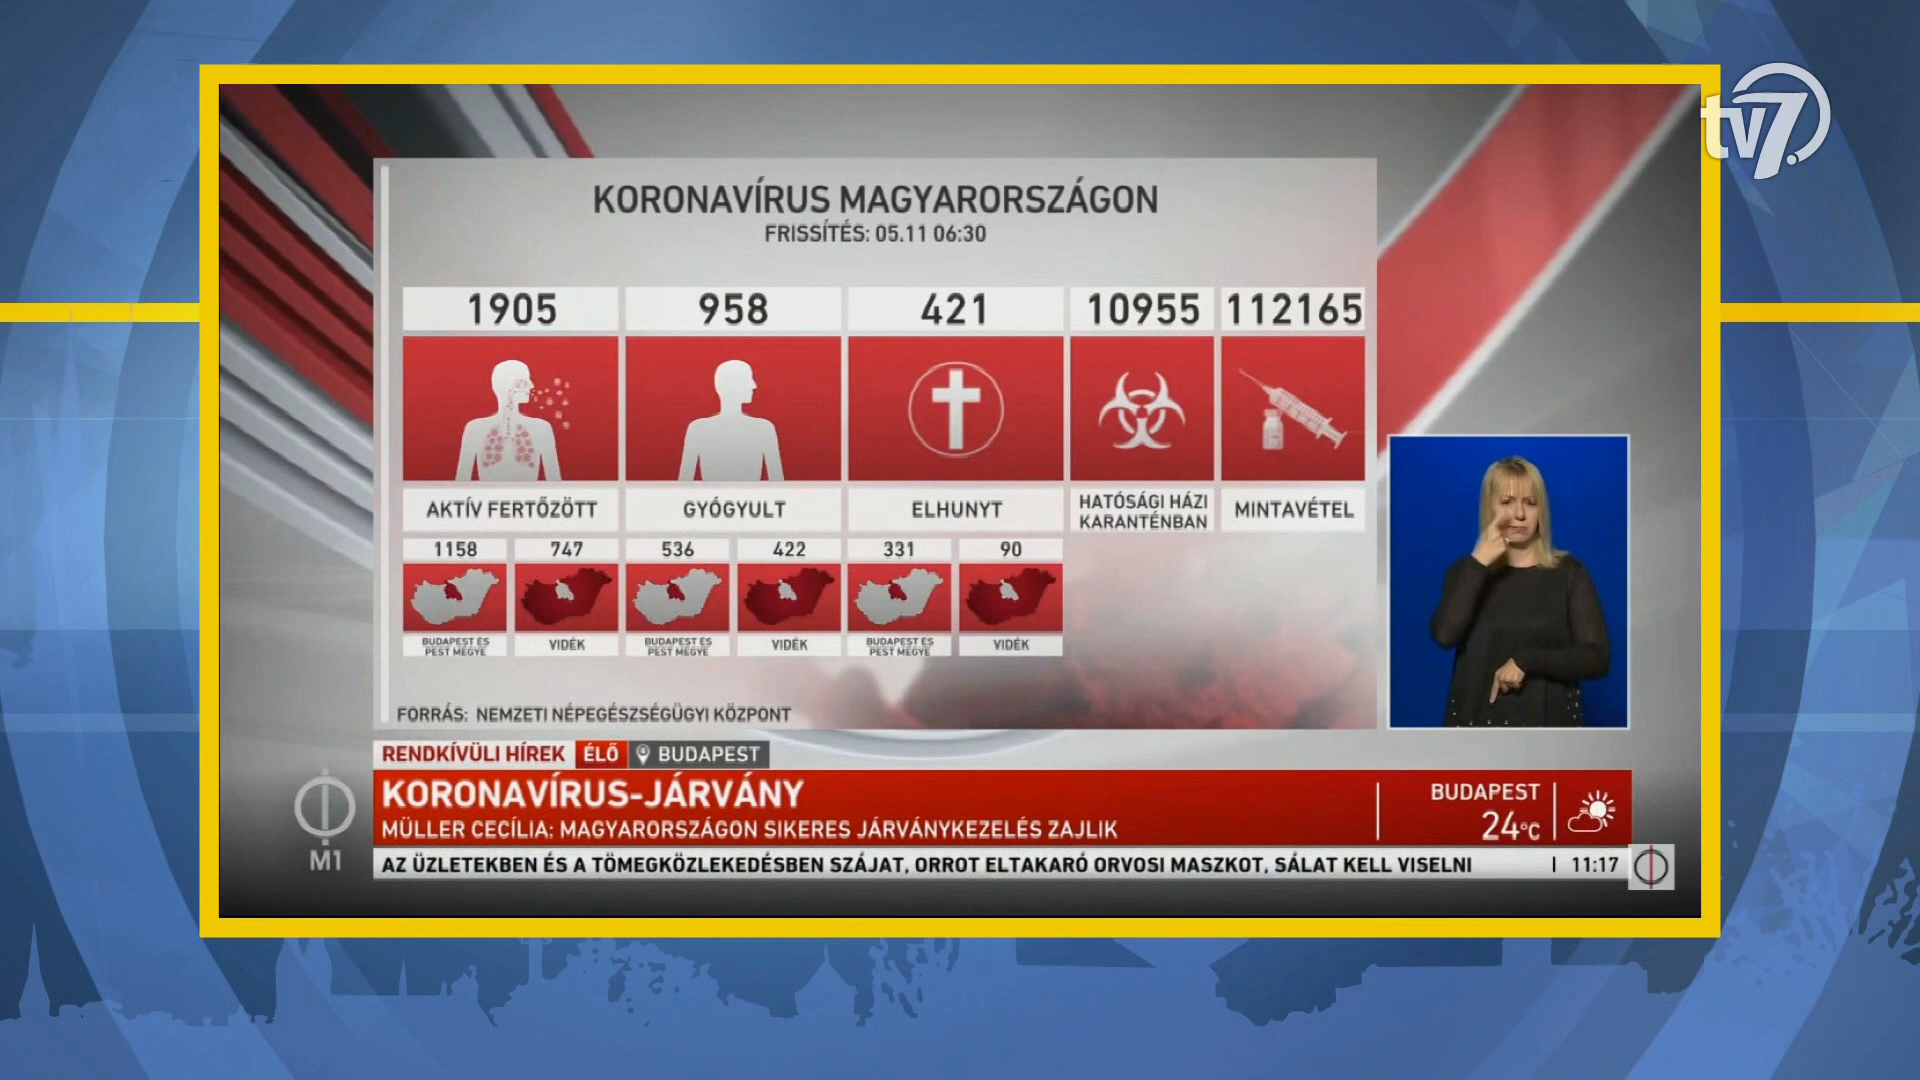 tv7.
KORONAVÍRUS MAGYARORSZÁGON
FRISSÍTÉS: 05.11 06:30
1905
958
421
10955
112165
AKTÍV FERTŐZÖTT
GYÓGYULT
ELHUNYT
HATÓSÁGI HÁZI
KARANTÉNBAN
MINTAVÉTEL
1158
747
536
422
331
90
BUDAPEST ÉS
PEST MEGYE
VIDÉK
BUDAPEST ÉS
PEST MEGYE
VIDÉK
BUDAPEST ÉS
PEST MEGYE
VIDÉK
FORRÁS: NEMZETI NÉPEGÉSZSÉGÜGYI KÖZPONT
RENDKÍVÜLI HÍREK ÉLŐ BUDAPEST
KORONAVÍRUS-JÁRVÁNY
MÜLLER CECÍLIA: MAGYARORSZÁGON SIKERES JÁRVÁNYKEZELÉS ZAJLIK
BUDAPEST
24°C
M1
AZ ÜZLETEKBEN ÉS A TÖMEGKÖZLEKEDÉSBEN SZÁJAT, ORROT ELTAKARÓ ORVOSI MASZKOT, SÁLAT KELL VISELNI
11:17